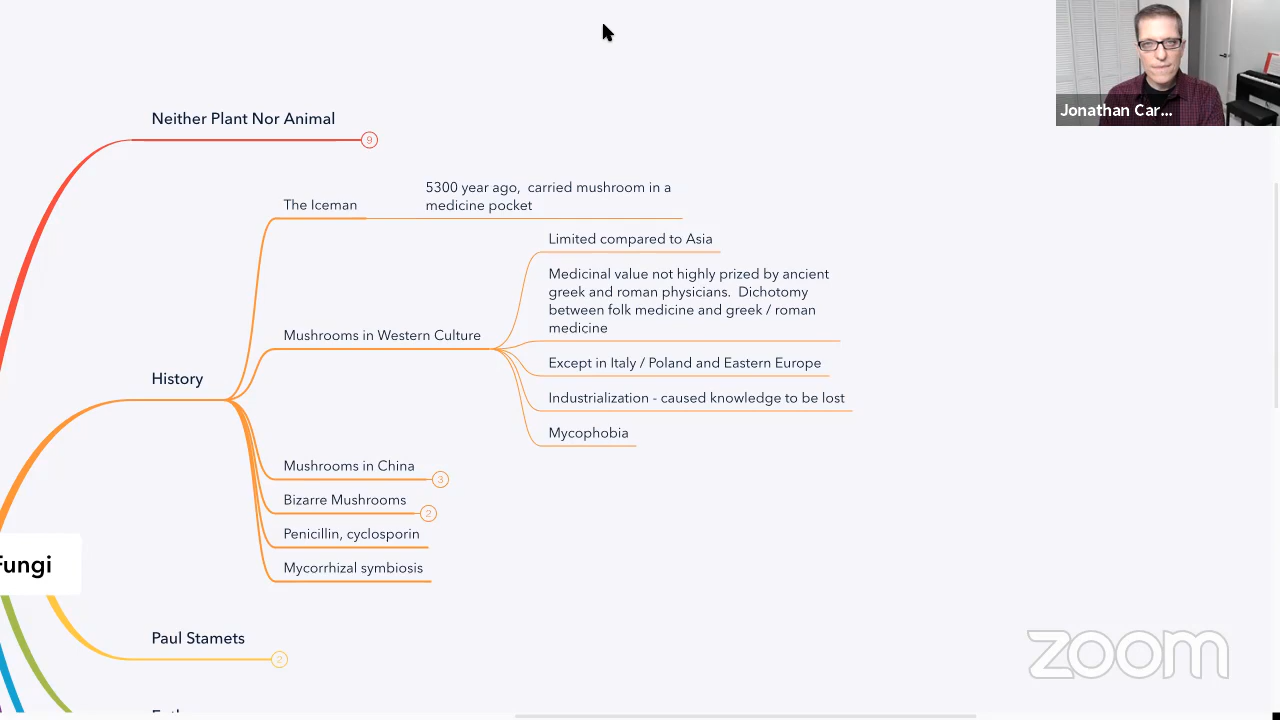 Jonathan Car...
Neither Plant Nor Animal
9
The Iceman
5300 year ago,  carried mushroom in a
medicine pocket
Limited compared to Asia
Medicinal value not highly prized by ancient
greek and roman physicians.  Dichotomy
between folk medicine and greek / roman
medicine
Mushrooms in Western Culture
Except in Italy / Poland and Eastern Europe
History
Industrialization - caused knowledge to be lost
Mycophobia
Mushrooms in China
3
Bizarre Mushrooms
2
Penicillin, cyclosporin
Mycorrhizal symbiosis
Fungi
Paul Stamets
2
zoom